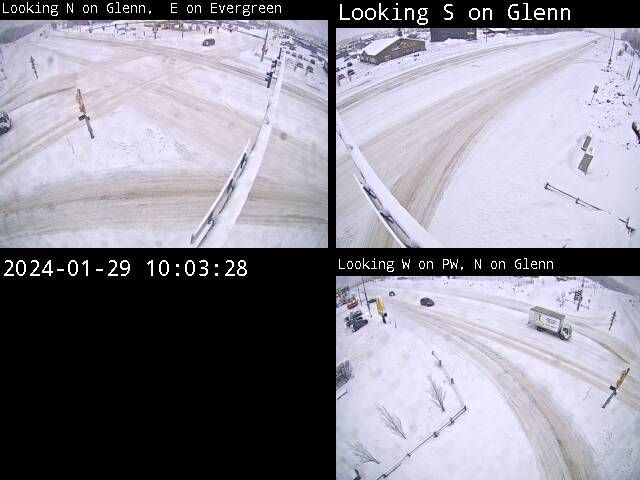 Looking N on Glenn,  E on Evergreen
Looking S on Glenn
2024-01-29 10:03:28
Looking W on PW, N on Glenn